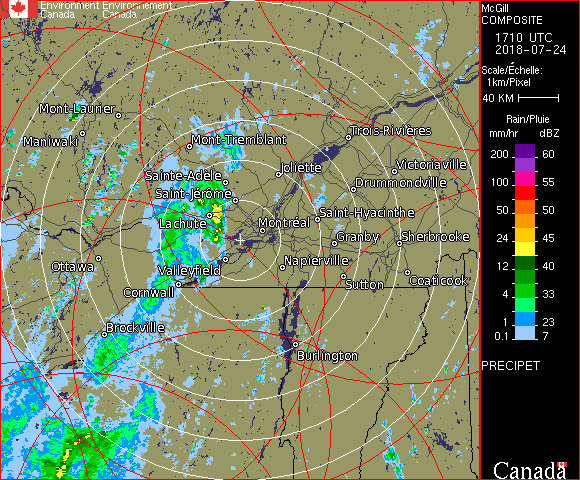 Environment Environnement
Canada Canada
Mont-Laurier
Maniwaki
Mont-Tremblant
Trois-Rivières
Joliette
Victoriaville
Sainte-Adèle
Drummondville
Saint-Jérôme
Lachute
Saint-Hyacinthe
Montréal
Granby
Sherbrooke
Ottawa
Valleyfield
Napierville
Coaticook
Sutton
Cornwall
Brockville
Burlington
McGill
COMPOSITE
1710 UTC
2018-07-24
Scale/Échelle:
1km/Pixel
40 KM
Rain/Pluie
mm/hr dBZ
200 60
150 57
100 55
50 50
24 45
12 40
4 33
1 23
0.1 7
PRECIPET
Canada